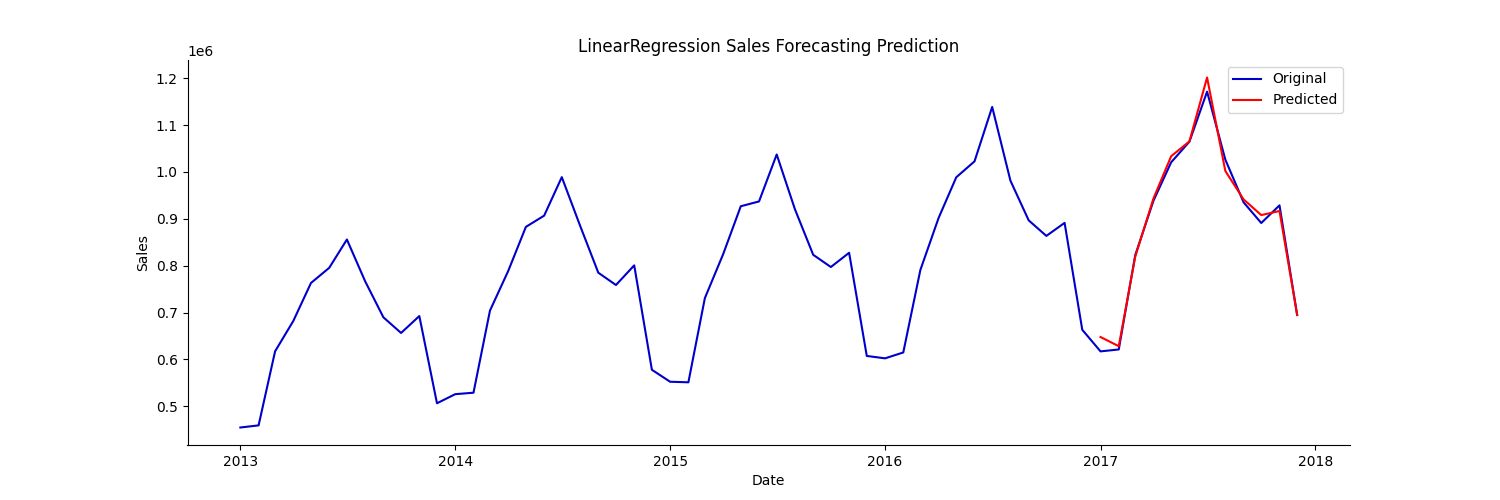 LinearRegression Sales Forecasting Prediction
1e6
1.2
1.1
1.0
0.9
0.8
0.7
0.6
0.5
Sales
Original
Predicted
2013 2014 2015 2016 2017 2018
Date